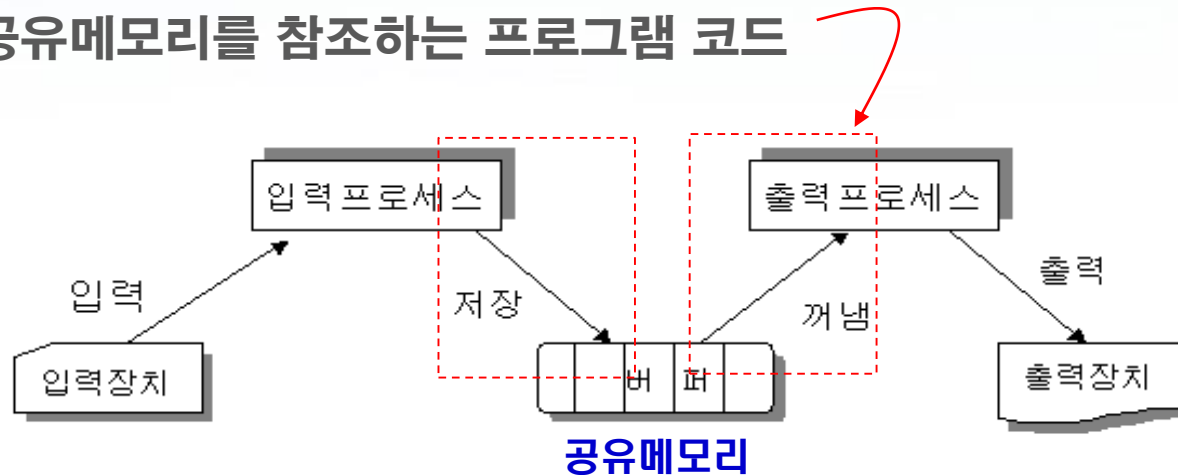 공유메모리를 참조하는 프로그램 코드
입력프로세스
출력프로세스
입력
저장
꺼냄
출력
입력장치
버 퍼
출력장치
공유메모리